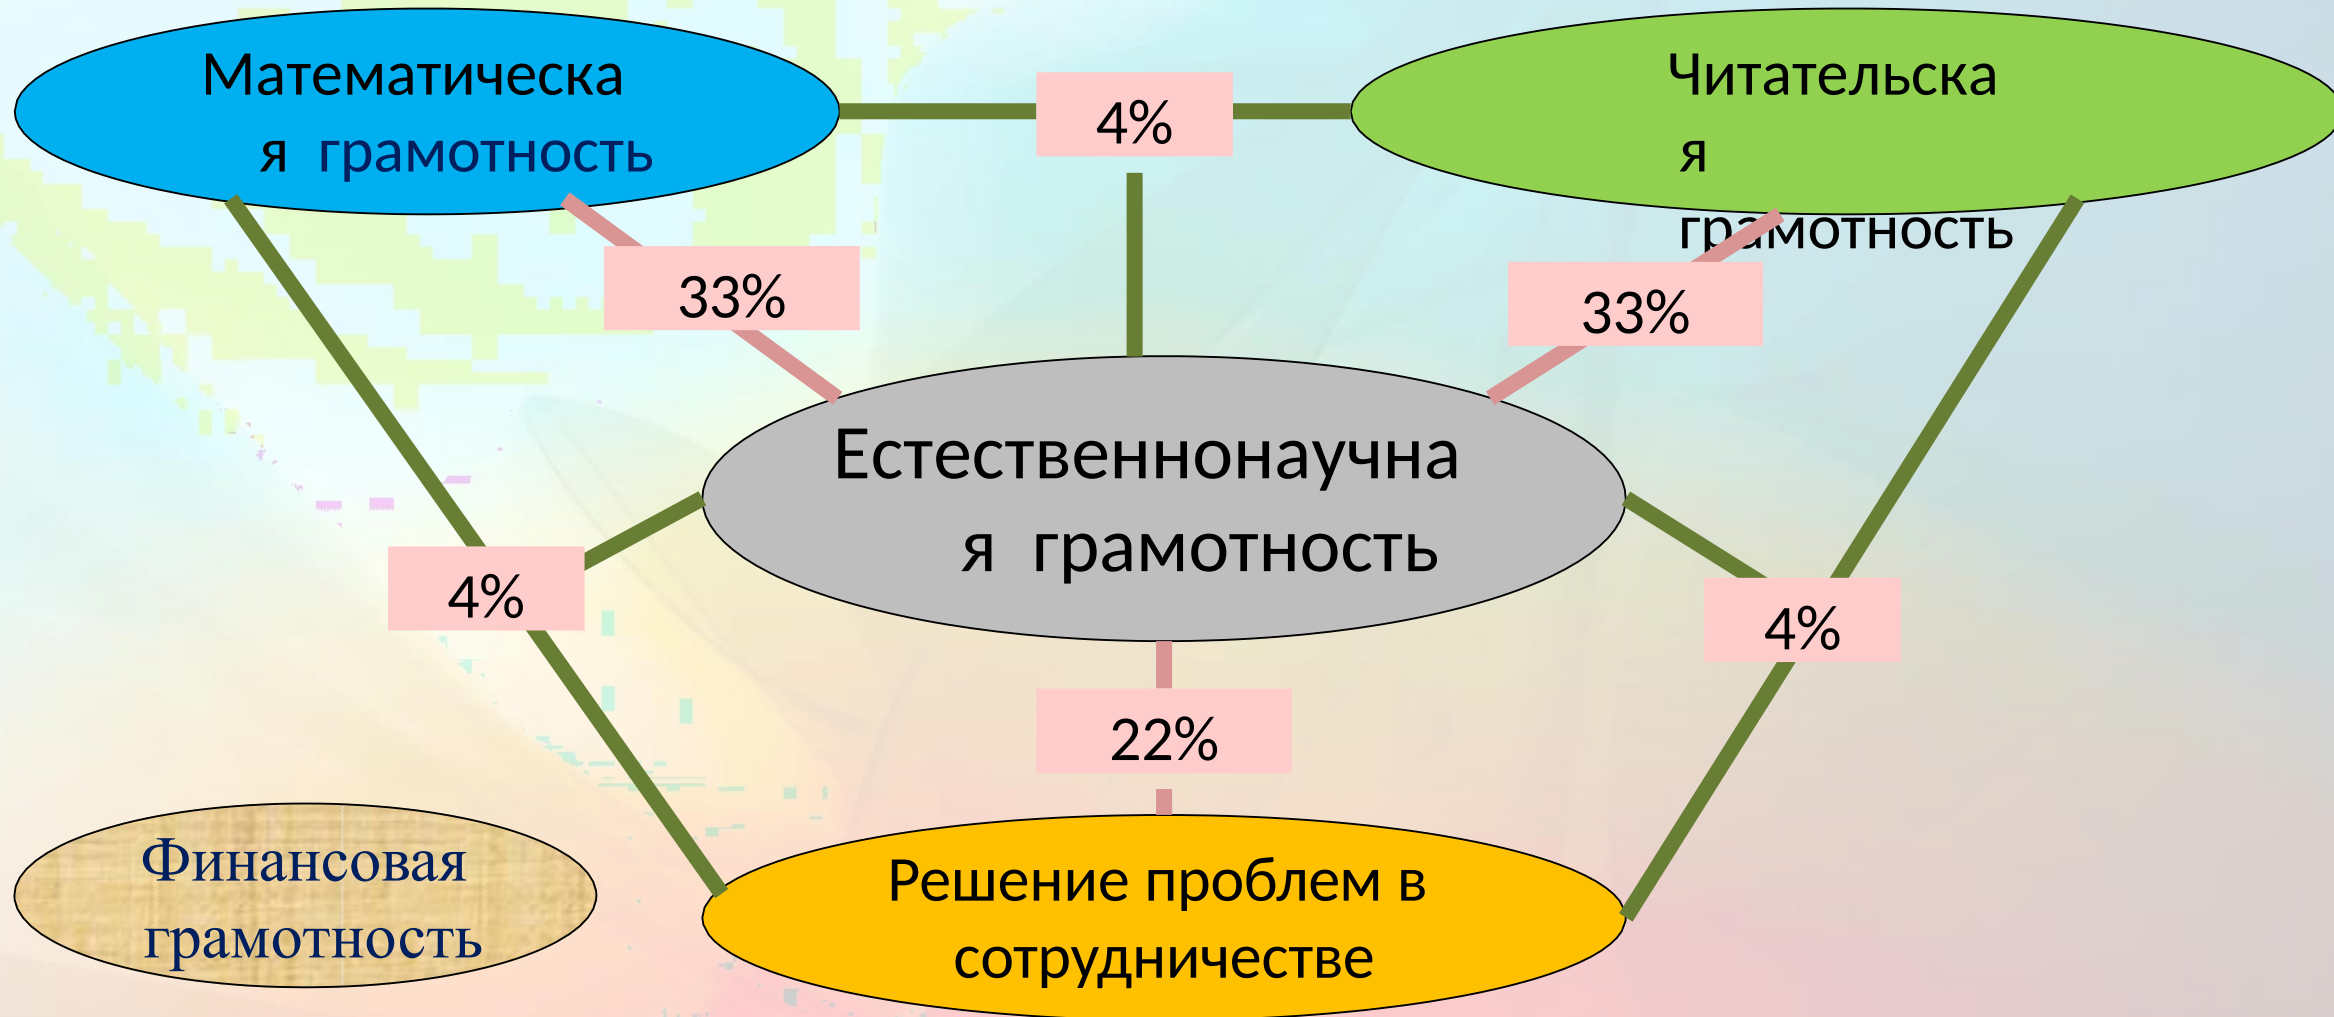 Математическа
я грамотность
4%
Читательска
я
грамотность
33%
33%
Естественнонаучна
я грамотность
4%
4%
22%
Финансовая
грамотность
Решение проблем в
сотрудничестве